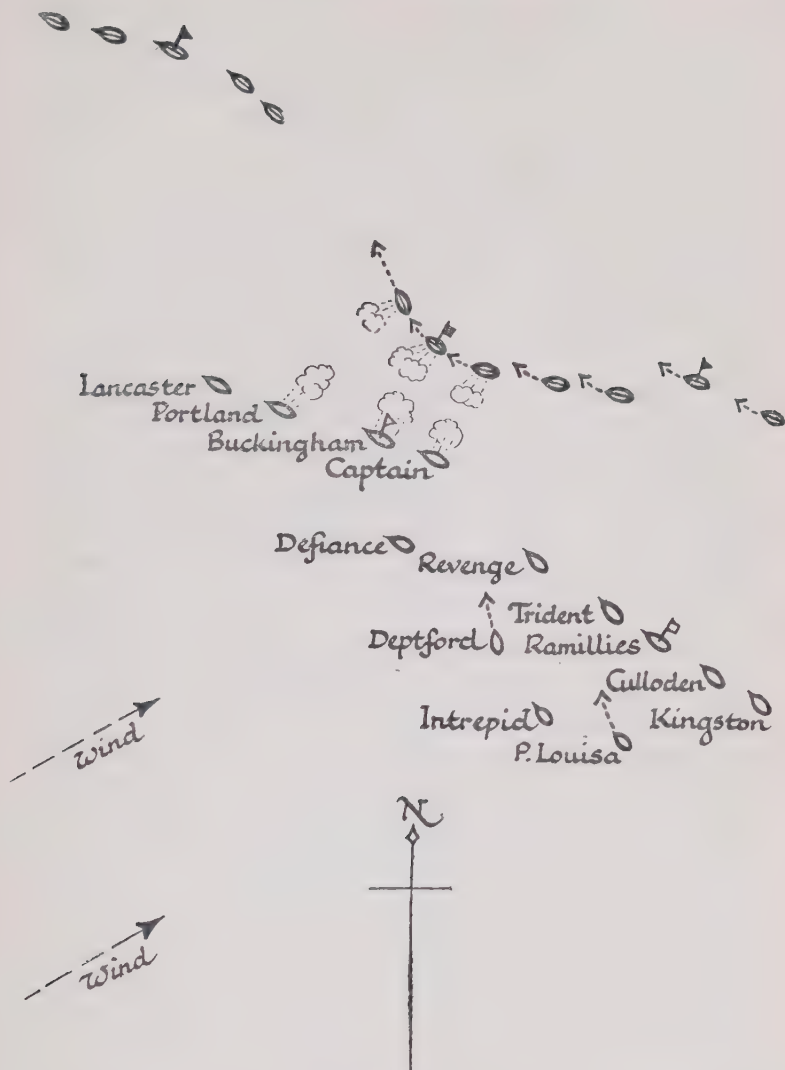 Lancaster
Portland
Buckingham
Captain
Defiance
Revenge
Trident
Deptford
Ramillies
Culloden
Intrepid
Kingston
P. Louisa
Wind
N
Wind